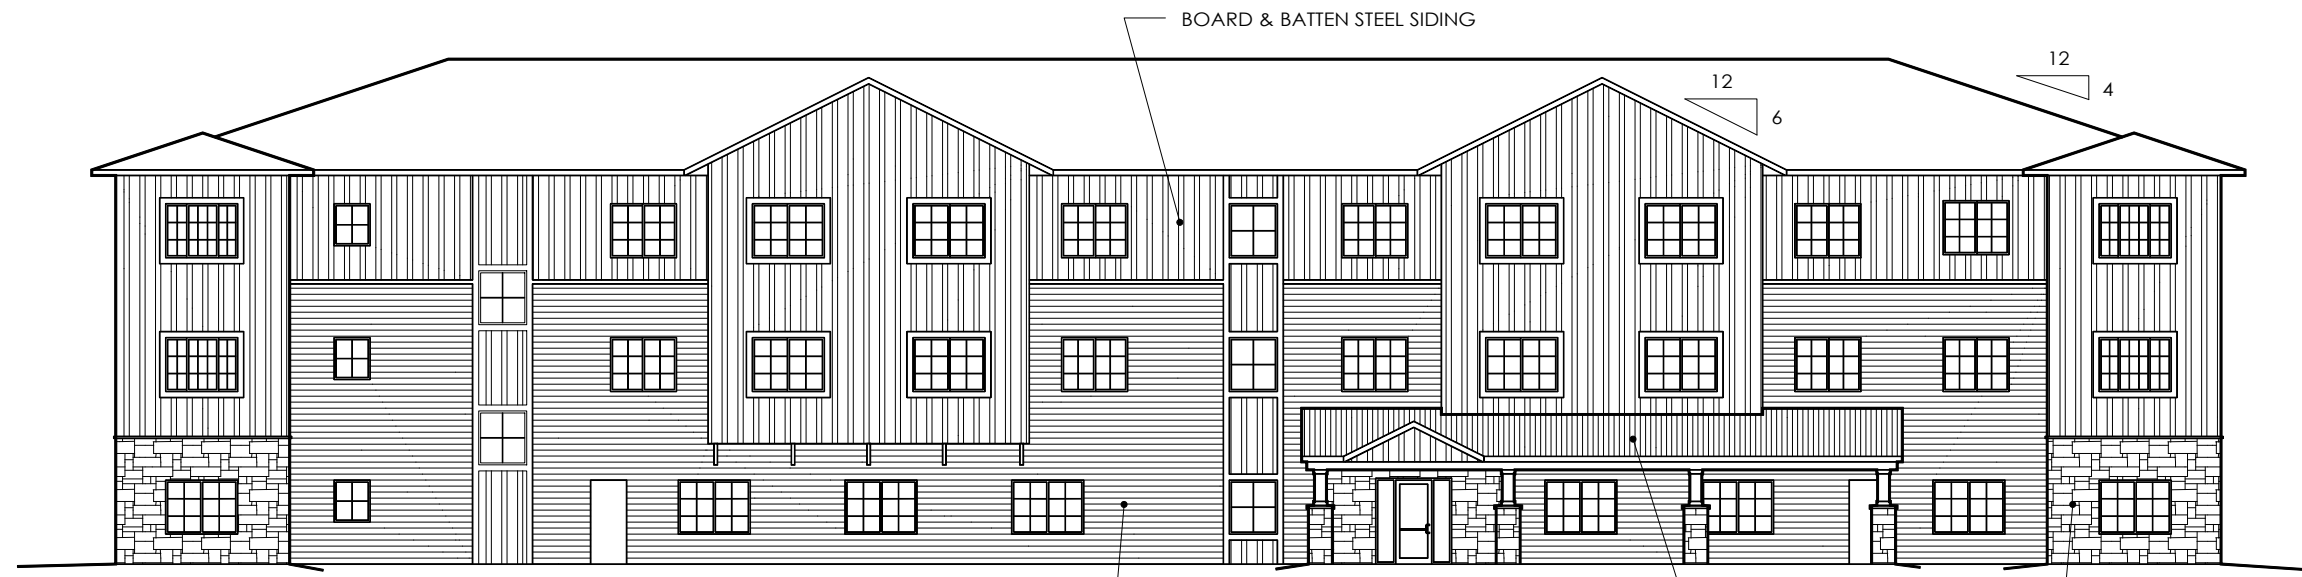 BOARD & BATTEN STEEL SIDING
12
4
12
6